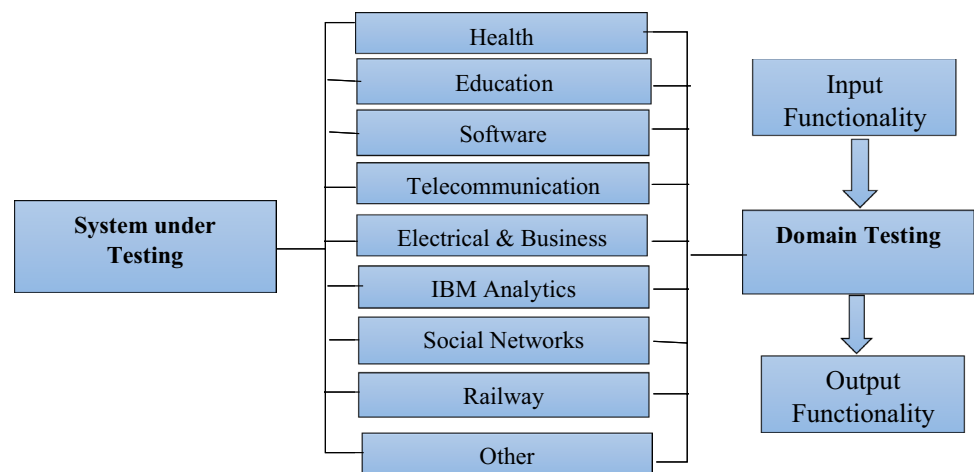 System under
Testing
Health
Education
Software
Telecommunication
Electrical & Business
IBM Analytics
Social Networks
Railway
Other
Input
Functionality
Domain Testing
Output
Functionality